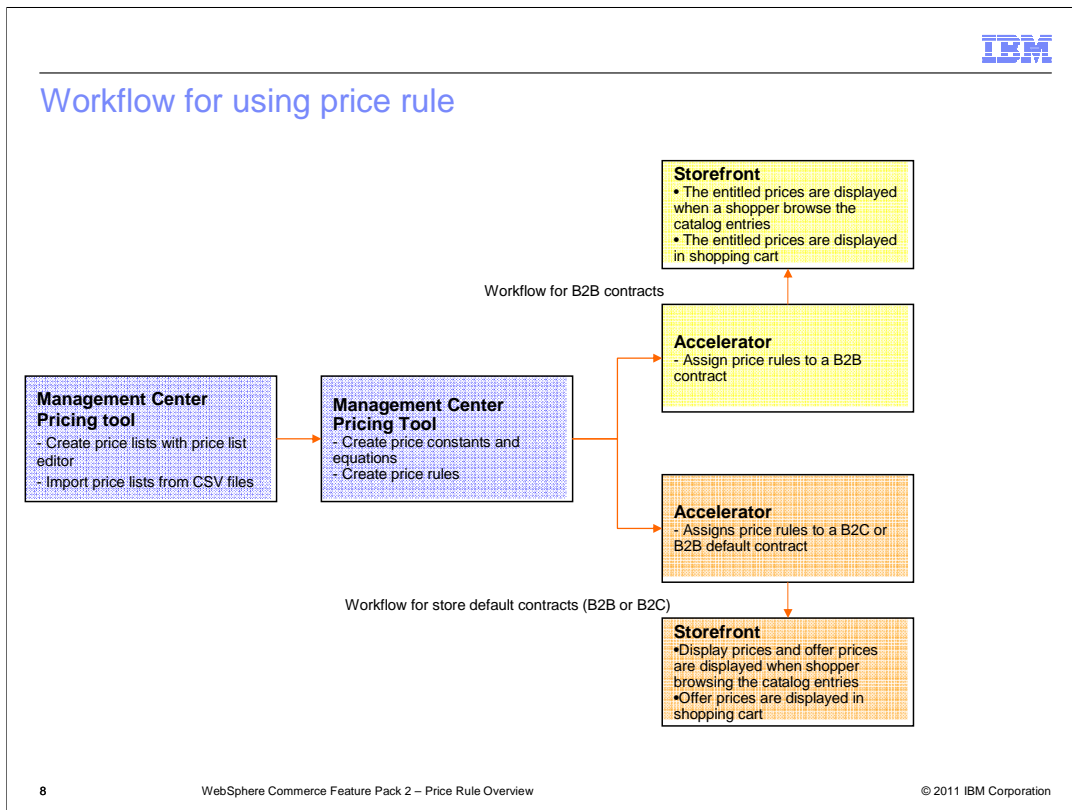 IBM
Workflow for using price rule
Storefront
• The entitled prices are displayed
when a shopper browse the
catalog entries
• The entitled prices are displayed
in shopping cart
Workflow for B2B contracts
Accelerator
- Assign price rules to a B2B
contract
Management Center
Pricing tool
- Create price lists with price list
editor
- Import price lists from CSV files
Management Center
Pricing Tool
- Create price constants and
equations
- Create price rules
Accelerator
- Assigns price rules to a B2C or
B2B default contract
Workflow for store default contracts (B2B or B2C)
Storefront
•Display prices and offer prices
are displayed when shopper
browsing the catalog entries
•Offer prices are displayed in
shopping cart
8 WebSphere Commerce Feature Pack 2 – Price Rule Overview © 2011 IBM Corporation